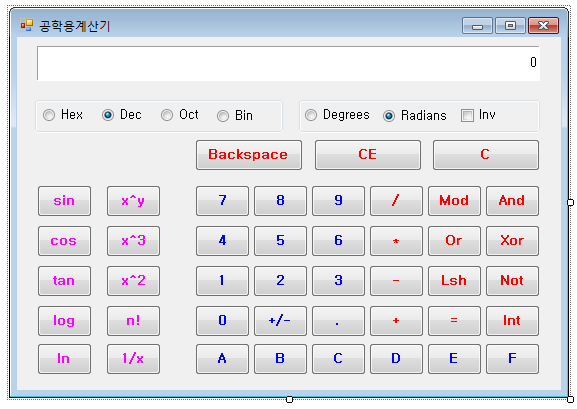 공학용계산기
0
Hex Dec Oct Bin Degrees Radians Inv
Backspace CE C
sin x^y 7 8 9 / Mod And
cos x^3 4 5 6 * Or Xor
tan x^2 1 2 3 - Lsh Not
log n! 0 +/- . + = Int
ln 1/x A B C D E F